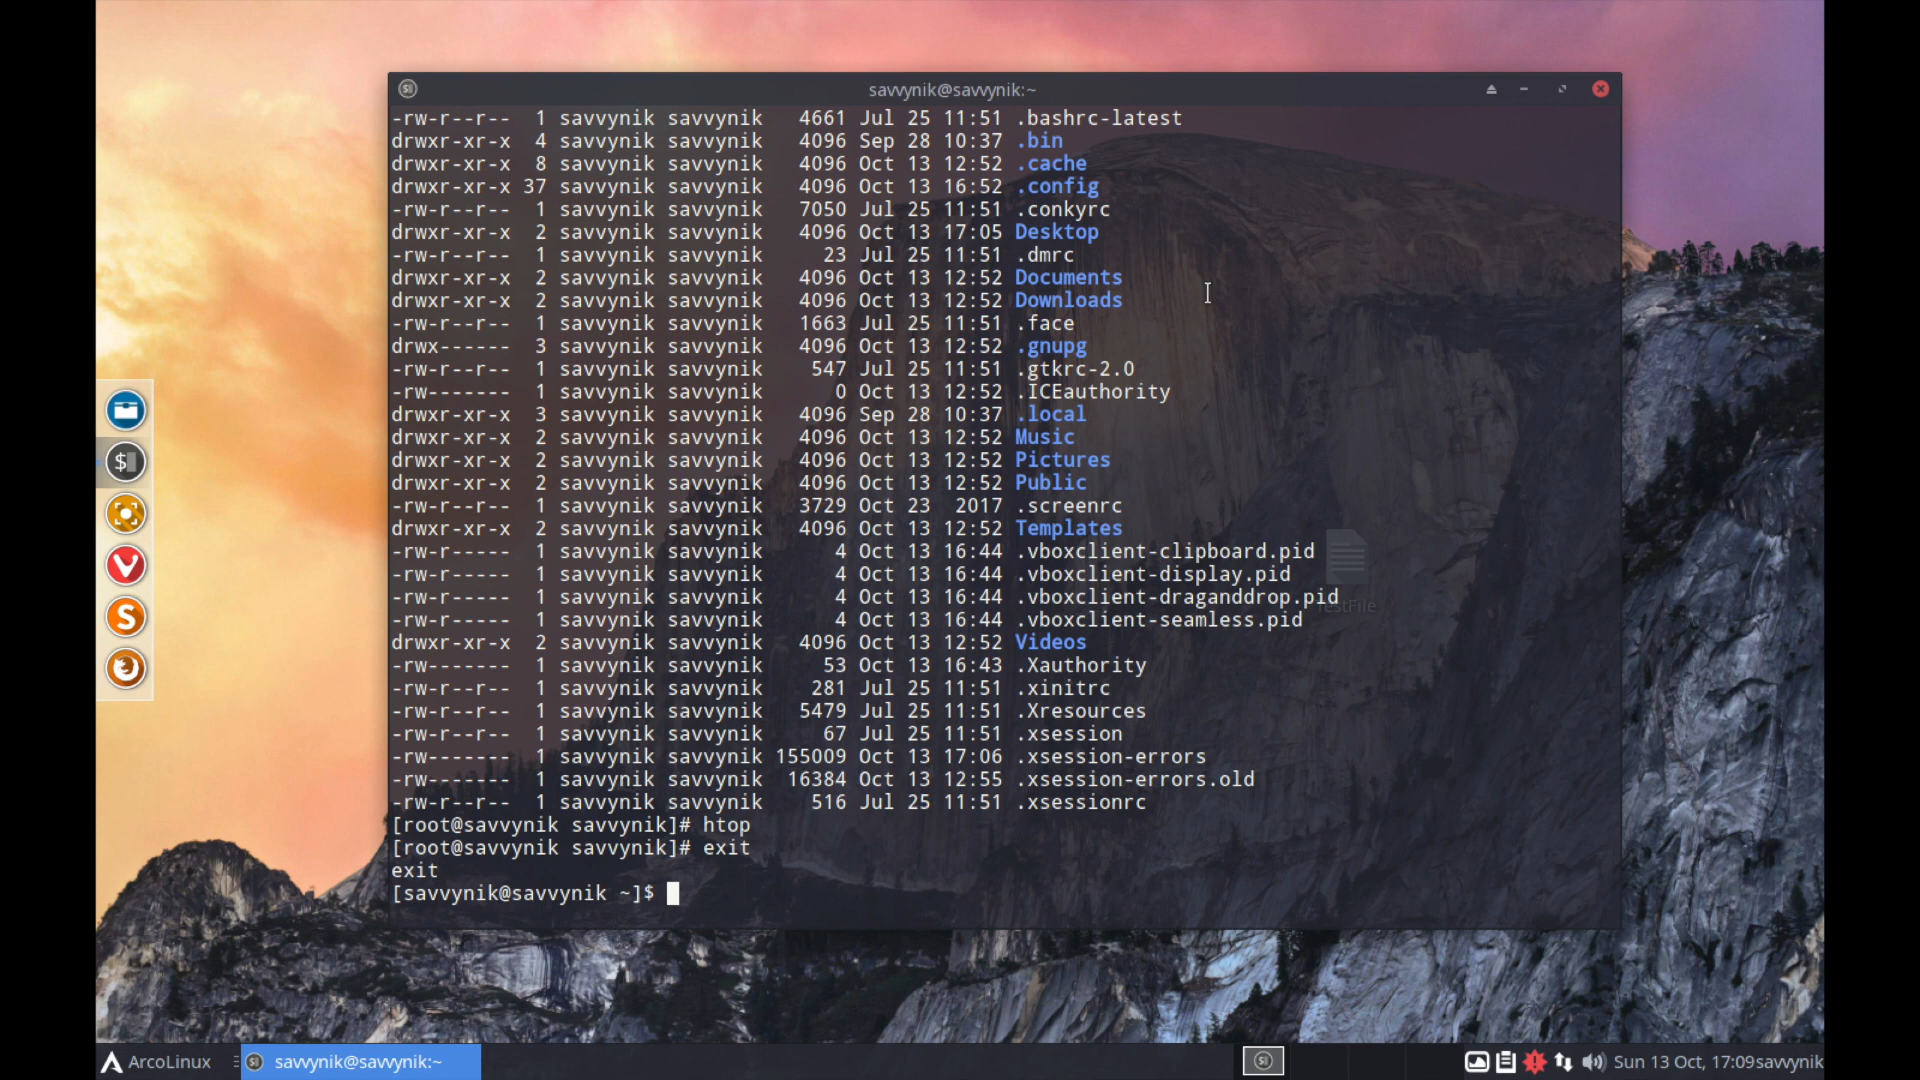 savvynik@savvynik:~
-rw-r--r-- 1 savvynik savvynik 4661 Jul 25 11:51 .bashrc-latest
drwxr-xr-x 4 savvynik savvynik 4096 Sep 28 10:37 .bin
drwxr-xr-x 8 savvynik savvynik 4096 Oct 13 12:52 .cache
drwxr-xr-x 37 savvynik savvynik 4096 Oct 13 16:52 .config
-rw-r--r-- 1 savvynik savvynik 7050 Jul 25 11:51 .conkyrc
drwxr-xr-x 2 savvynik savvynik 4096 Oct 13 17:05 Desktop
-rw-r--r-- 1 savvynik savvynik 23 Jul 25 11:51 .dmrc
drwxr-xr-x 2 savvynik savvynik 4096 Oct 13 12:52 Documents
drwxr-xr-x 2 savvynik savvynik 4096 Oct 13 12:52 Downloads
-rw-r--r-- 1 savvynik savvynik 1663 Jul 25 11:51 .face
drwx------ 3 savvynik savvynik 4096 Oct 13 12:52 .gnupg
-rw-r--r-- 1 savvynik savvynik 547 Jul 25 11:51 .gtkrc-2.0
-rw------- 1 savvynik savvynik 0 Oct 13 12:52 .ICEauthority
drwxr-xr-x 3 savvynik savvynik 4096 Sep 28 10:37 .local
drwxr-xr-x 2 savvynik savvynik 4096 Oct 13 12:52 Music
drwxr-xr-x 2 savvynik savvynik 4096 Oct 13 12:52 Pictures
drwxr-xr-x 2 savvynik savvynik 4096 Oct 13 12:52 Public
-rw-r--r-- 1 savvynik savvynik 3729 Oct 23 2017 .screenrc
drwxr-xr-x 2 savvynik savvynik 4096 Oct 13 12:52 Templates
-rw-r----- 1 savvynik savvynik 4 Oct 13 16:44 .vboxclient-clipboard.pid
-rw-r----- 1 savvynik savvynik 4 Oct 13 16:44 .vboxclient-display.pid
-rw-r----- 1 savvynik savvynik 4 Oct 13 16:44 .vboxclient-draganddrop.pid
-rw-r----- 1 savvynik savvynik 4 Oct 13 16:44 .vboxclient-seamless.pid
drwxr-xr-x 2 savvynik savvynik 4096 Oct 13 12:52 Videos
-rw------- 1 savvynik savvynik 53 Oct 13 16:43 .Xauthority
-rw-r--r-- 1 savvynik savvynik 281 Jul 25 11:51 .xinitrc
-rw-r--r-- 1 savvynik savvynik 5479 Jul 25 11:51 .Xresources
-rw-r--r-- 1 savvynik savvynik 67 Jul 25 11:51 .xsession
-rw------- 1 savvynik savvynik 155009 Oct 13 17:06 .xsession-errors
-rw------- 1 savvynik savvynik 16384 Oct 13 12:55 .xsession-errors.old
-rw-r--r-- 1 savvynik savvynik 516 Jul 25 11:51 .xsessionrc
[root@savvynik savvynik]# htop
[root@savvynik savvynik]# exit
exit
[savvynik@savvynik ~]$
ArcoLinux savvynik@savvynik:~ Sun 13 Oct, 17:09 savvynik